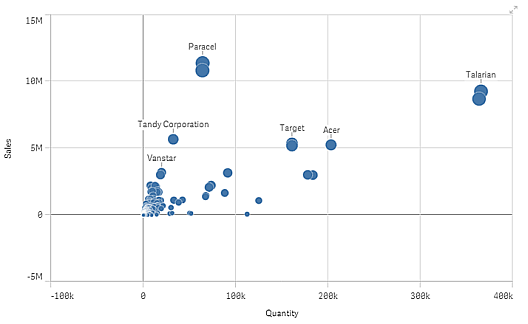 15M
Paracel
Talarian
10M
Tandy Corporation
Target
Acer
5M
Vanstar
Sales
0
-5M
-100k
0
100k
200k
300k
400k
Quantity